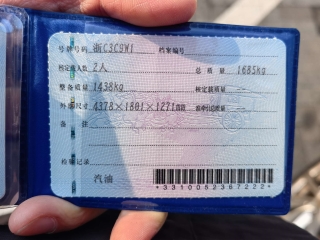 号牌号码 浙C3C9W1 档案编号
核定载人数 2人 总质量 1685kg
整备质量 1438kg 核定载质量 --
外廓尺寸 4378×1801×1271mm 准牵引总质量 --
备注
检验记录
汽油
*3310052367222*